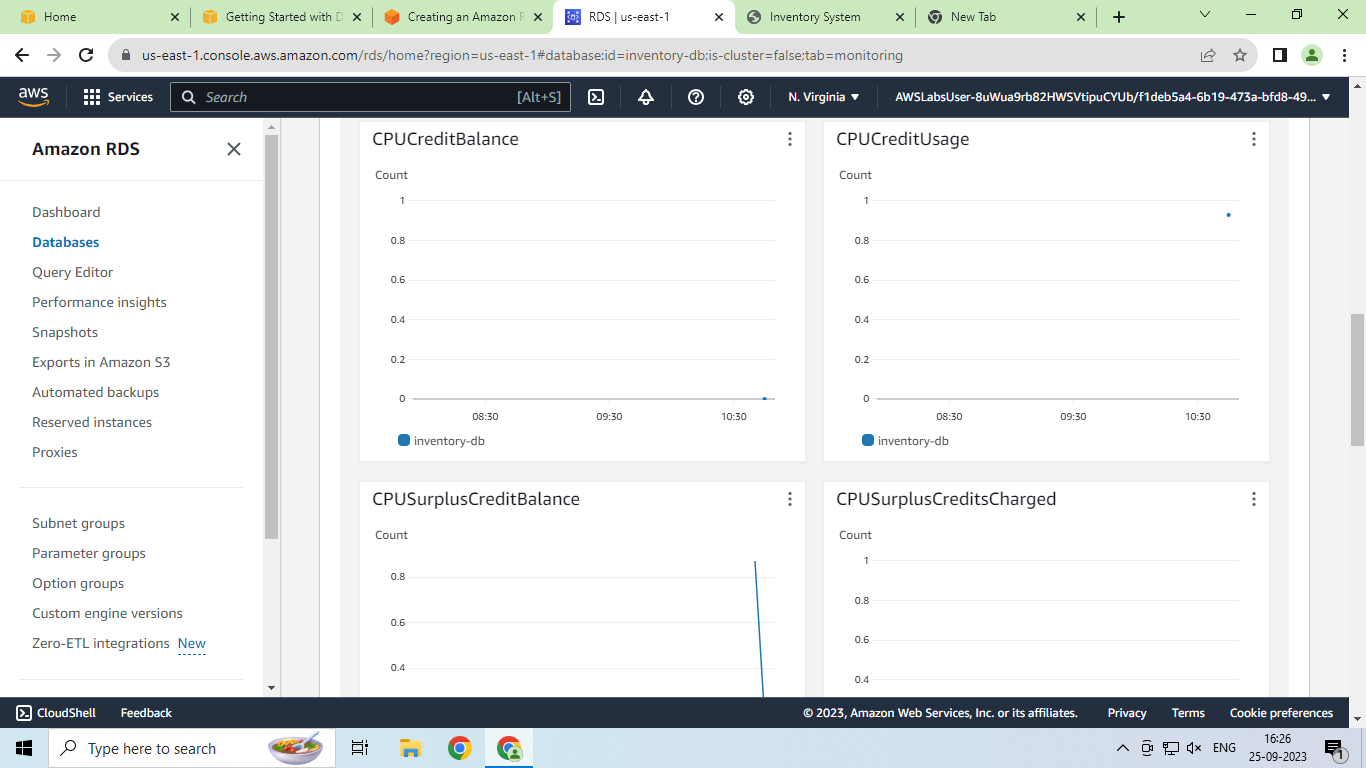 Home
Getting Started with D
Creating an Amazon R
RDS | us-east-1
Inventory System
New Tab
us-east-1.console.aws.amazon.com/rds/home?region=us-east-1#database:id=inventory-db;is-cluster=false;tab=monitoring
aws
Services
Search
[Alt+S]
N. Virginia
AWSLabsUser-8uWua9rb82HWSVtipuCYUb/f1deb5a4-6b19-473a-bfd8-49...
Amazon RDS
Dashboard
Databases
Query Editor
Performance insights
Snapshots
Exports in Amazon S3
Automated backups
Reserved instances
Proxies
Subnet groups
Parameter groups
Option groups
Custom engine versions
Zero-ETL integrations New
CPUCreditBalance
Count
1
0.8
0.6
0.4
0.2
0
08:30 09:30 10:30
inventory-db
CPUCreditUsage
Count
1
0.8
0.6
0.4
0.2
0
08:30 09:30 10:30
inventory-db
CPUSurplusCreditBalance
Count
0.8
0.6
0.4
CPUSurplusCreditsCharged
Count
1
0.8
0.6
0.4
CloudShell
Feedback
© 2023, Amazon Web Services, Inc. or its affiliates.
Privacy
Terms
Cookie preferences
Type here to search
ENG
16:26
25-09-2023
1